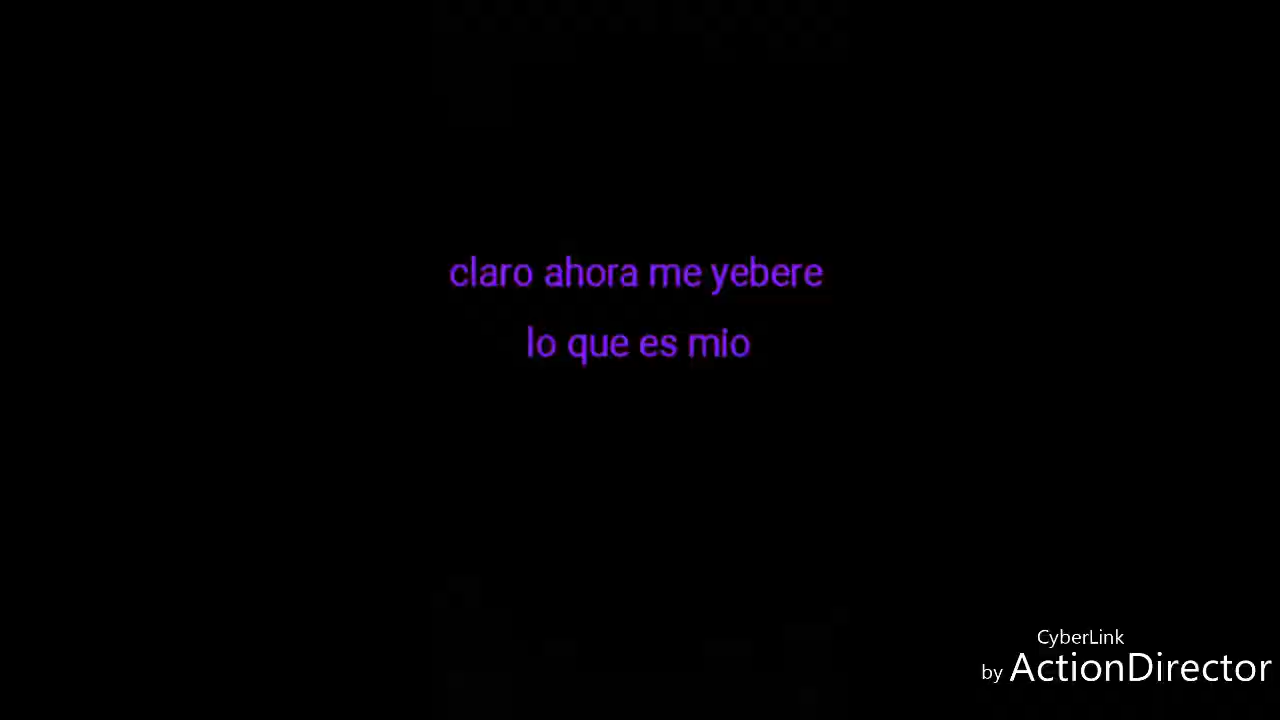 claro ahora me yebere
lo que es mio
CyberLink
by ActionDirector